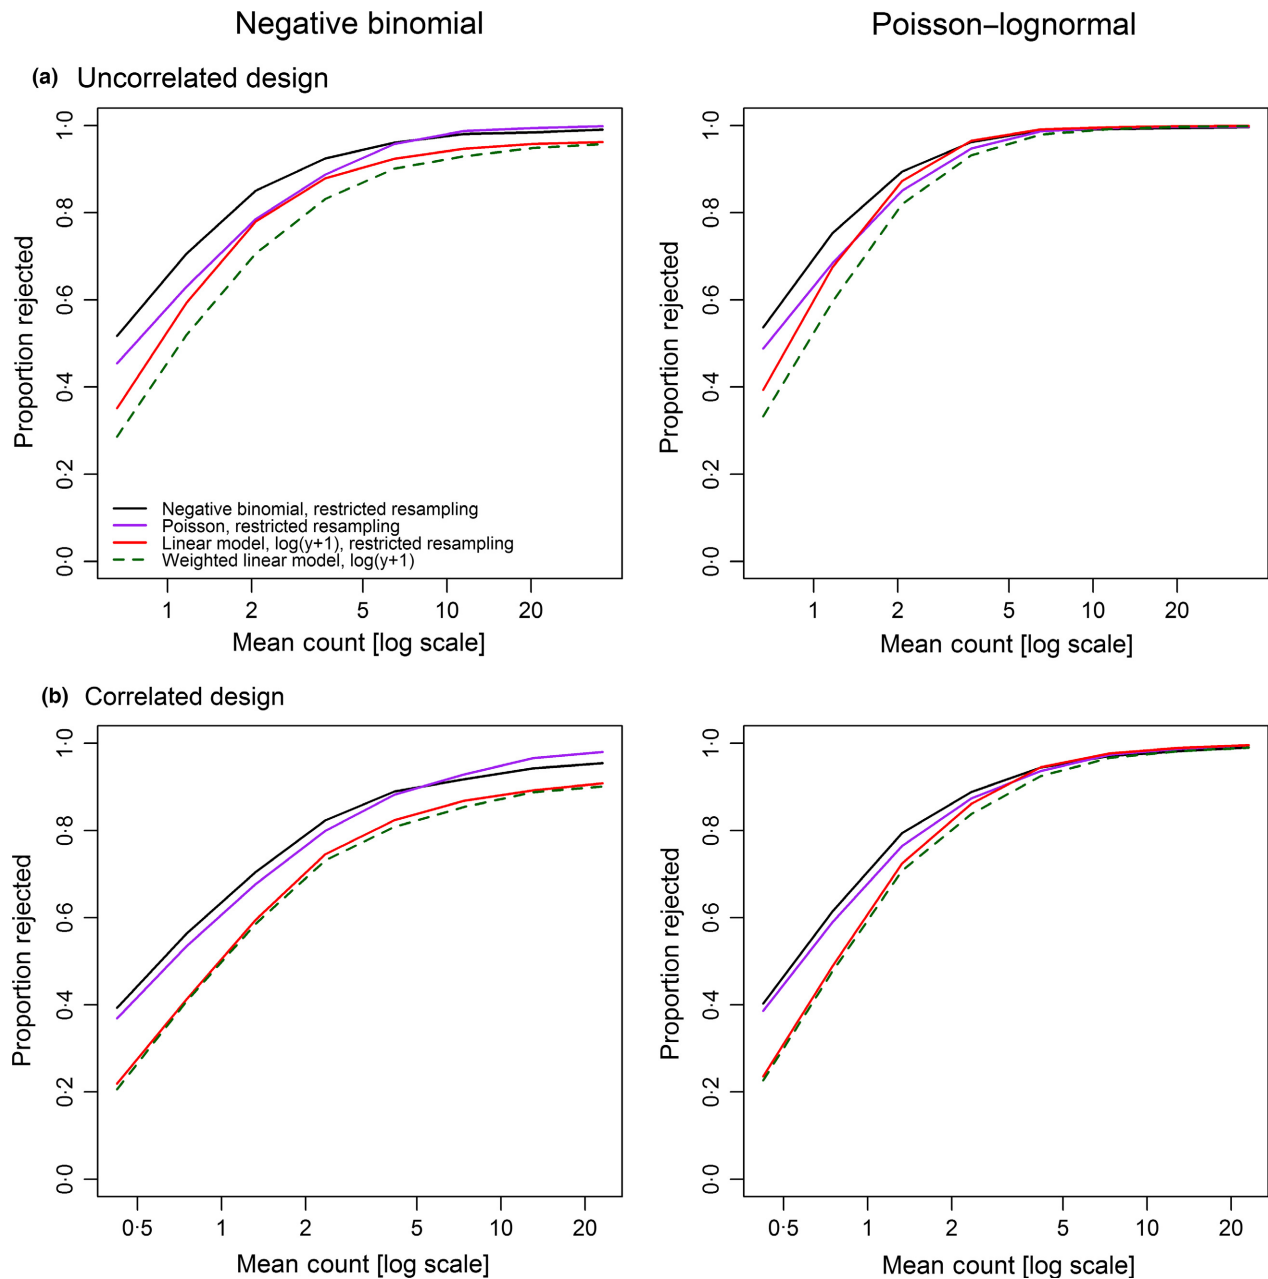 Negative binomial
Poisson–lognormal
(a) Uncorrelated design
Proportion rejected
1·0
0·8
0·6
0·4
0·2
0·0
Negative binomial, restricted resampling
Poisson, restricted resampling
Linear model, log(y+1), restricted resampling
Weighted linear model, log(y+1)
1 2 5 10 20
Mean count [log scale]
Proportion rejected
1·0
0·8
0·6
0·4
0·2
0·0
1 2 5 10 20
Mean count [log scale]
(b) Correlated design
Proportion rejected
1·0
0·8
0·6
0·4
0·2
0·0
0·5 1 2 5 10 20
Mean count [log scale]
Proportion rejected
1·0
0·8
0·6
0·4
0·2
0·0
0·5 1 2 5 10 20
Mean count [log scale]